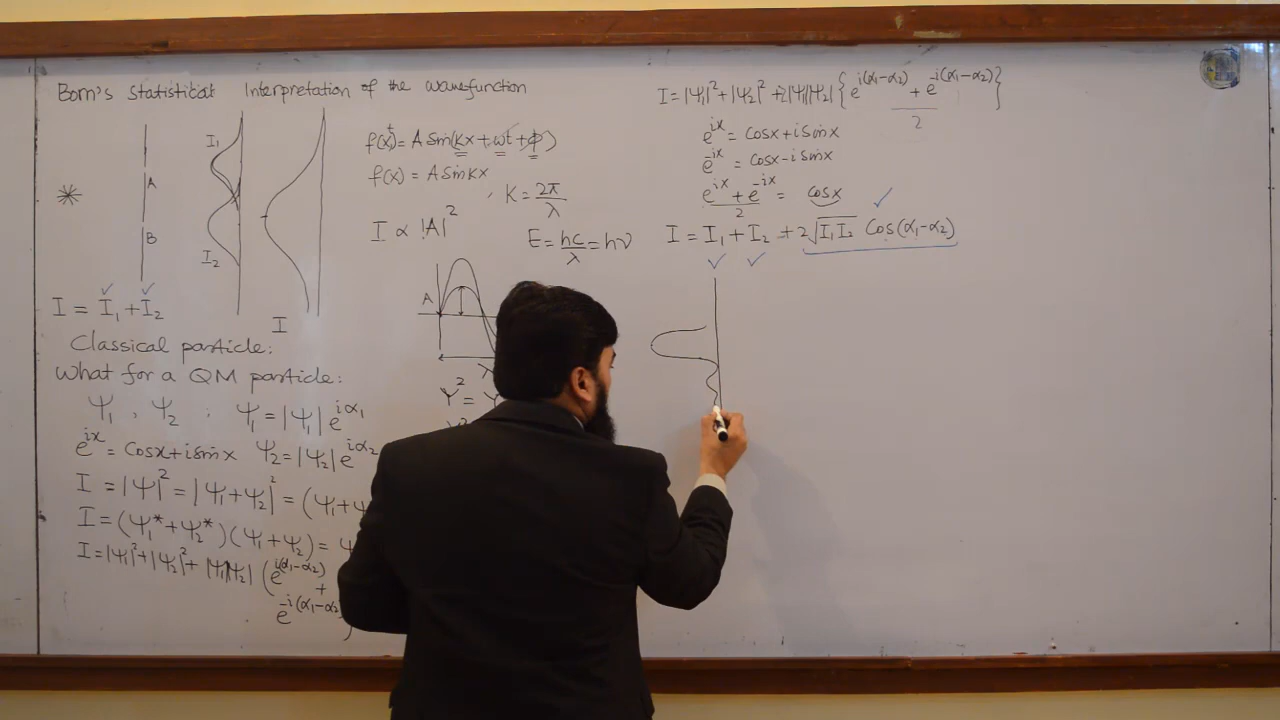 Born's Statistical Interpretation of the wavefunction
I₁
A
B
I₂
I
I = I₁ + I₂
Classical particle:
What for a QM particle:
Ψ₁ , Ψ₂ ; Ψ₁ = |Ψ₁| e^{iα₁}
e^{ix} = Cosx + i Sinx Ψ₂ = |Ψ₂| e^{iα₂}
I = |Ψ|² = |Ψ₁ + Ψ₂|² = (Ψ₁ +
I = (Ψ₁* + Ψ₂*)(Ψ₁ + Ψ₂) =
I = |Ψ₁|² + |Ψ₂|² + |Ψ₁||Ψ₂| (e^{i(α₁-α₂)}
+
e^{-i(α₁-α₂)}
)
f(x,t) = A Sin(Kx + ωt + φ)
f(x) = A Sin Kx
, K = 2π/λ
I ∝ |A|²
E = hc/λ = hν
A
λ
Y² =
I = |Ψ₁|² + |Ψ₂|² + 2|Ψ₁||Ψ₂| { e^{i(α₁-α₂)} + e^{-i(α₁-α₂)} / 2 }
e^{ix} = Cosx + i Sinx
e^{-ix} = Cosx - i Sinx
e^{ix} + e^{-ix} / 2 = Cosx
I = I₁ + I₂ + 2√I₁I₂ Cos(α₁-α₂)